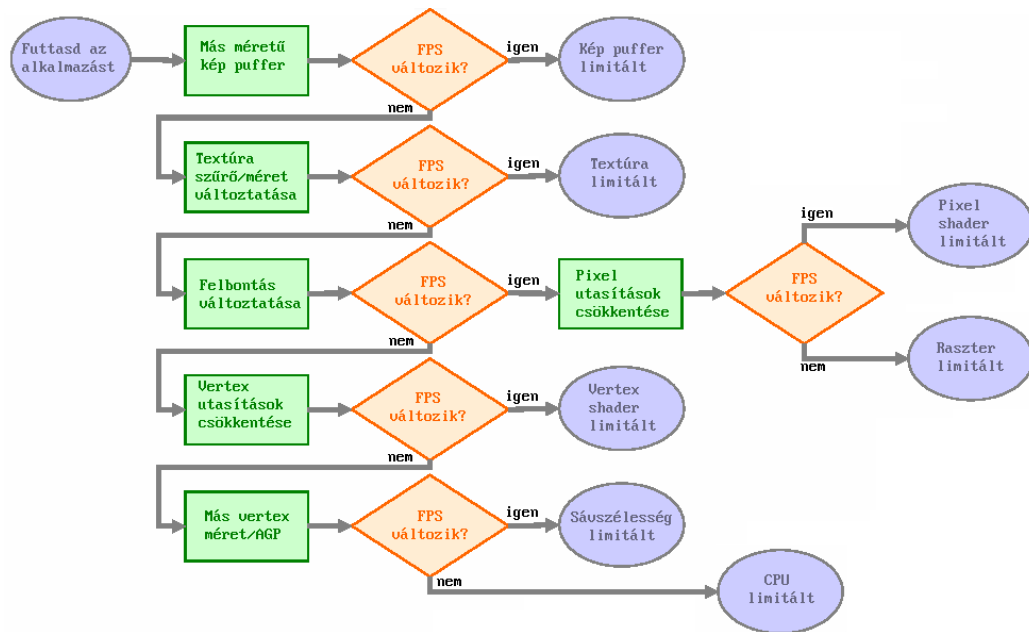 Futtasd az
alkalmazást
Más méretű
kép puffer
FPS
változik?
igen
Kép puffer
limitált
nem
Textúra
szűrő/méret
változtatása
FPS
változik?
igen
Textúra
limitált
nem
Felbontás
változtatása
FPS
változik?
igen
Pixel
utasítások
csökkentése
FPS
változik?
igen
Pixel
shader
limitált
nem
Raszter
limitált
nem
Vertex
utasítások
csökkentése
FPS
változik?
igen
Vertex
shader
limitált
nem
Más vertex
méret/AGP
FPS
változik?
igen
Sávszélesség
limitált
nem
CPU
limitált